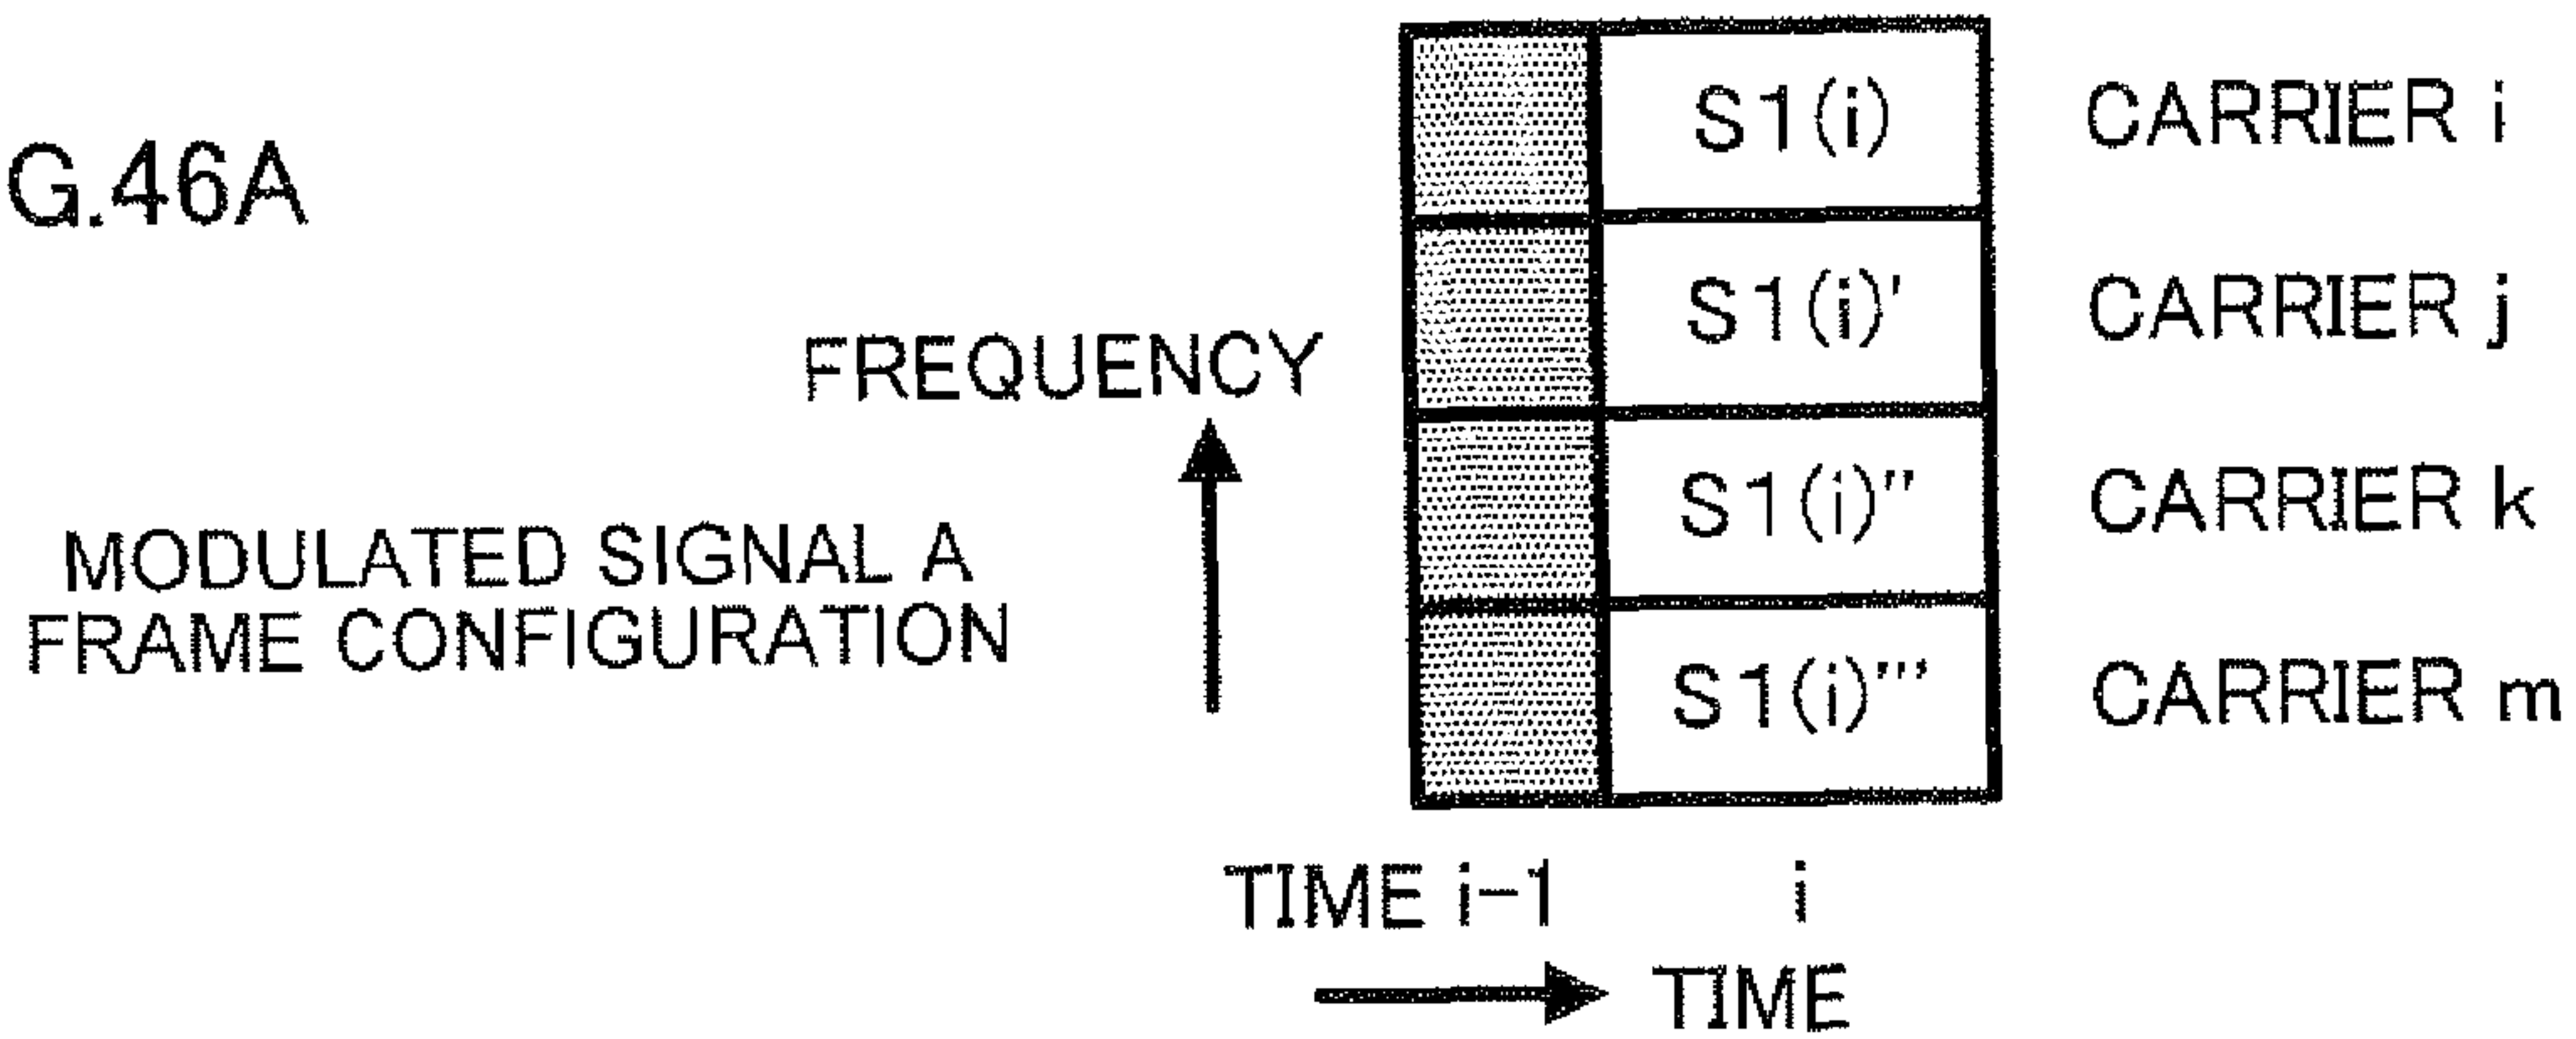 G.46A
S1(i) CARRIER i
S1(i)' CARRIER j
FREQUENCY
S1(i)'' CARRIER k
MODULATED SIGNAL A
FRAME CONFIGURATION
S1(i)''' CARRIER m
TIME i-1 i
TIME